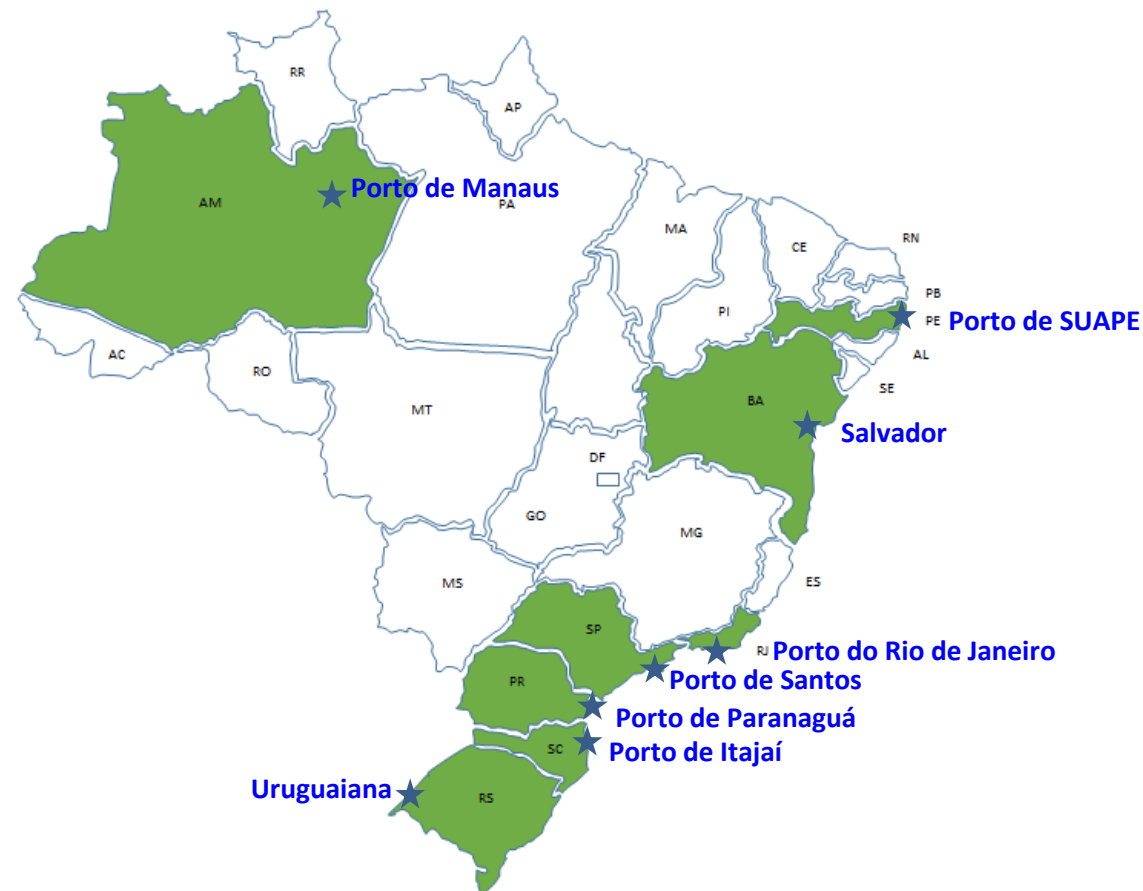 RR
AP
AM
Porto de Manaus
PA
MA
CE
RN
PI
PB
PE
Porto de SUAPE
AL
AC
RO
SE
MT
BA
Salvador
DF
GO
MG
MS
ES
SP
RJ
Porto do Rio de Janeiro
Porto de Santos
PR
Porto de Paranaguá
SC
Porto de Itajaí
Uruguaiana
RS